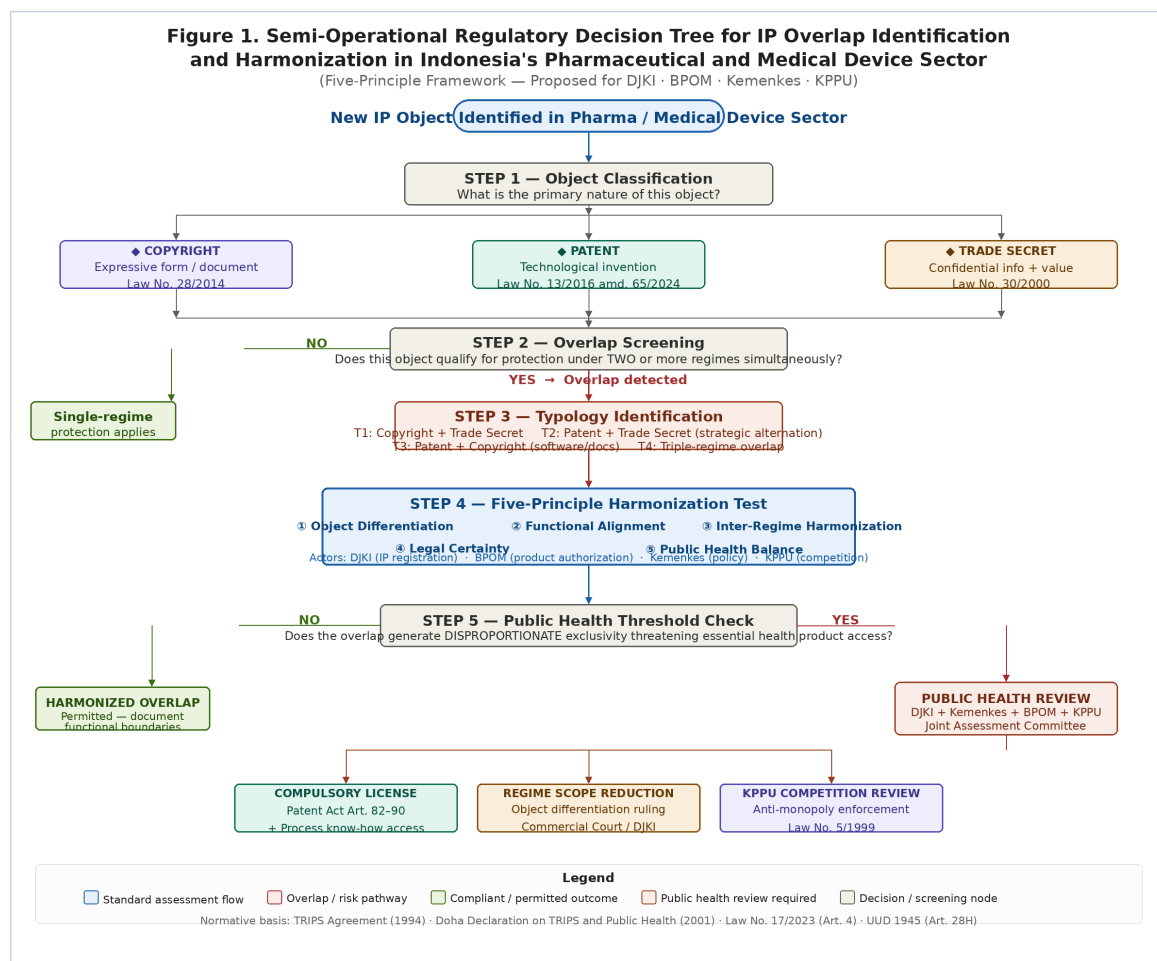 Figure 1. Semi-Operational Regulatory Decision Tree for IP Overlap Identification
and Harmonization in Indonesia's Pharmaceutical and Medical Device Sector
(Five-Principle Framework — Proposed for DJKI · BPOM · Kemenkes · KPPU)
New IP Object Identified in Pharma / Medical Device Sector
STEP 1 — Object Classification
What is the primary nature of this object?
◆ COPYRIGHT
Expressive form / document
Law No. 28/2014
◆ PATENT
Technological invention
Law No. 13/2016 amd. 65/2024
◆ TRADE SECRET
Confidential info + value
Law No. 30/2000
STEP 2 — Overlap Screening
Does this object qualify for protection under TWO or more regimes simultaneously?
NO
YES → Overlap detected
Single-regime
protection applies
STEP 3 — Typology Identification
T1: Copyright + Trade Secret T2: Patent + Trade Secret (strategic alternation)
T3: Patent + Copyright (software/docs) T4: Triple-regime overlap
STEP 4 — Five-Principle Harmonization Test
① Object Differentiation ② Functional Alignment ③ Inter-Regime Harmonization
④ Legal Certainty ⑤ Public Health Balance
Actors: DJKI (IP registration) · BPOM (product authorization) · Kemenkes (policy) · KPPU (competition)
STEP 5 — Public Health Threshold Check
Does the overlap generate DISPROPORTIONATE exclusivity threatening essential health product access?
NO
YES
HARMONIZED OVERLAP
Permitted — document
functional boundaries
PUBLIC HEALTH REVIEW
DJKI + Kemenkes + BPOM + KPPU
Joint Assessment Committee
COMPULSORY LICENSE
Patent Act Art. 82–90
+ Process know-how access
REGIME SCOPE REDUCTION
Object differentiation ruling
Commercial Court / DJKI
KPPU COMPETITION REVIEW
Anti-monopoly enforcement
Law No. 5/1999
Legend
Standard assessment flow
Overlap / risk pathway
Compliant / permitted outcome
Public health review required
Decision / screening node
Normative basis: TRIPS Agreement (1994) · Doha Declaration on TRIPS and Public Health (2001) · Law No. 17/2023 (Art. 4) · UUD 1945 (Art. 28H)